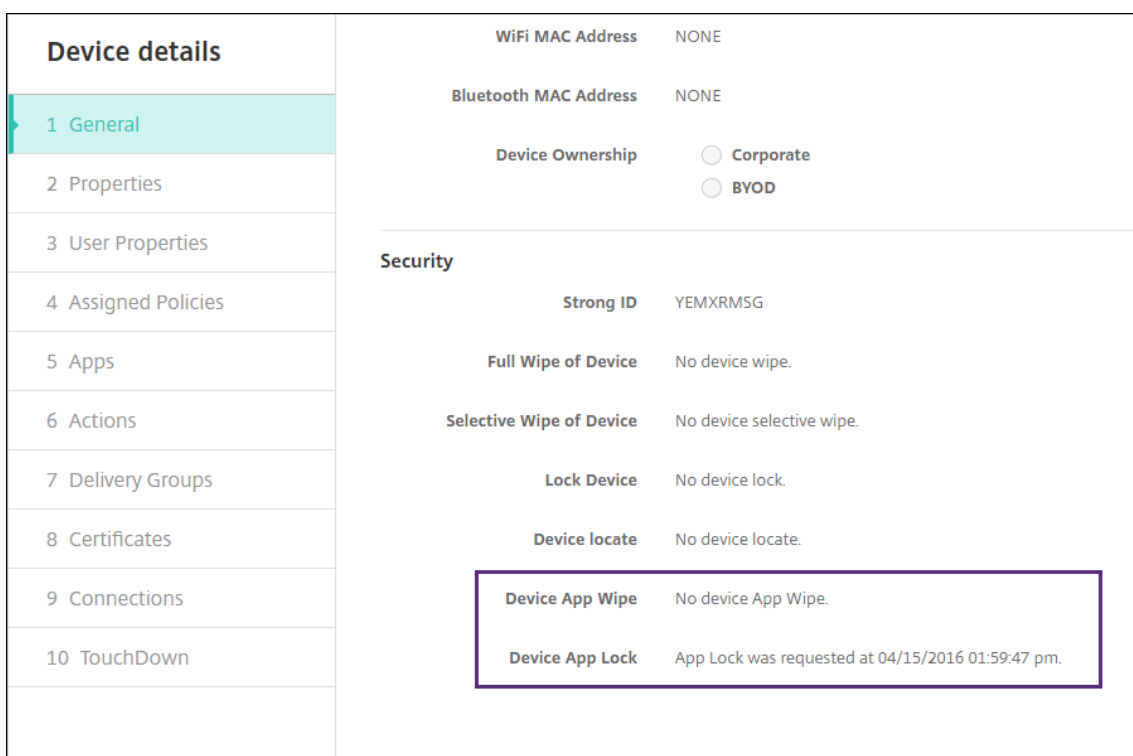 Device details
1 General
2 Properties
3 User Properties
4 Assigned Policies
5 Apps
6 Actions
7 Delivery Groups
8 Certificates
9 Connections
10 TouchDown
WiFi MAC Address NONE
Bluetooth MAC Address NONE
Device Ownership Corporate
BYOD
Security
Strong ID YEMXRMSG
Full Wipe of Device No device wipe.
Selective Wipe of Device No device selective wipe.
Lock Device No device lock.
Device locate No device locate.
Device App Wipe No device App Wipe.
Device App Lock App Lock was requested at 04/15/2016 01:59:47 pm.